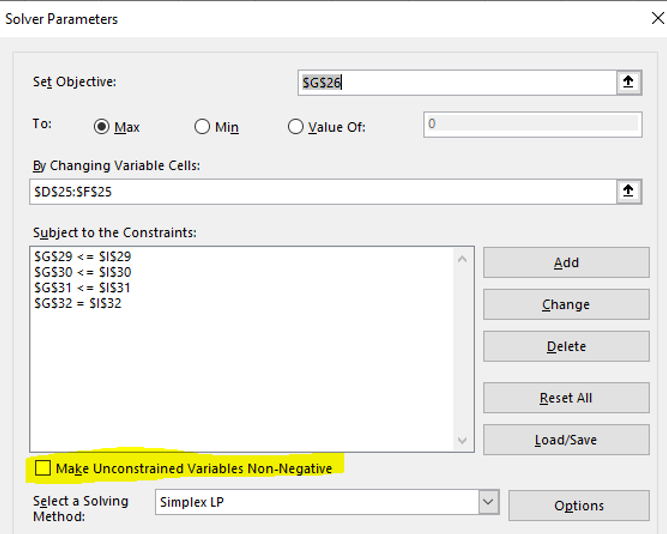 Solver Parameters
Set Objective:
$G$26
To:
Max
Min
Value Of:
0
By Changing Variable Cells:
$D$25:$F$25
Subject to the Constraints:
$G$29 <= $I$29
$G$30 <= $I$30
$G$31 <= $I$31
$G$32 = $I$32
Add
Change
Delete
Reset All
Load/Save
Make Unconstrained Variables Non-Negative
Select a Solving
Method:
Simplex LP
Options